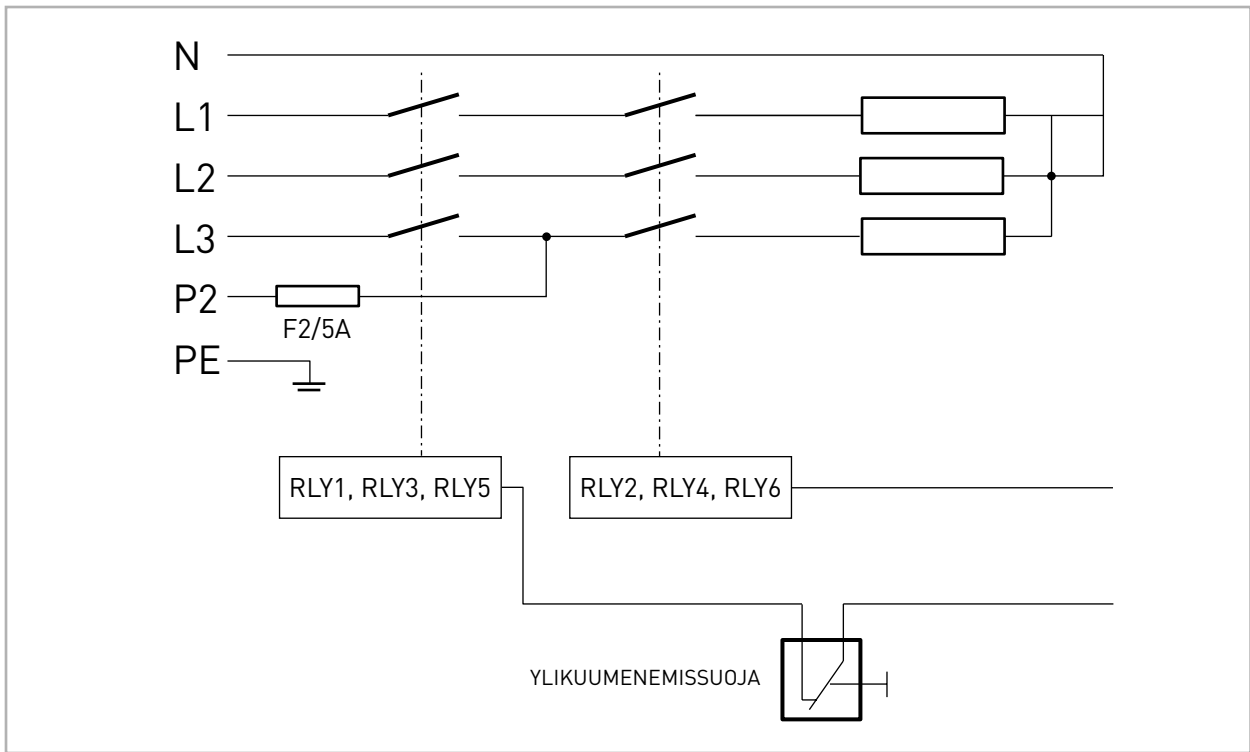 N
L1
L2
L3
P2
F2/5A
PE
RLY1, RLY3, RLY5
RLY2, RLY4, RLY6
YLIKUUMENEMISSUOJA